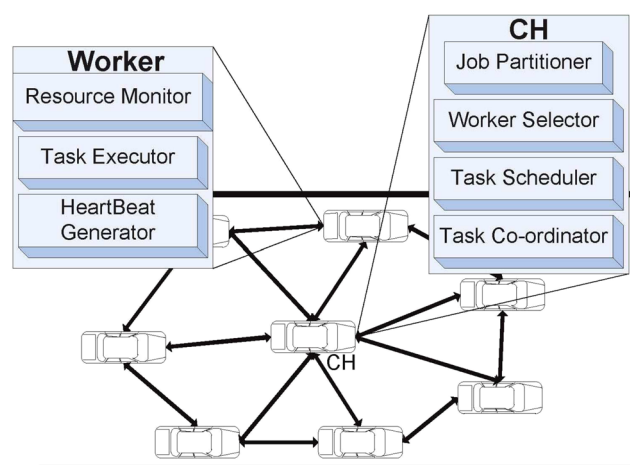 Worker
Resource Monitor
Task Executor
HeartBeat
Generator
CH
Job Partitioner
Worker Selector
Task Scheduler
Task Co-ordinator
CH